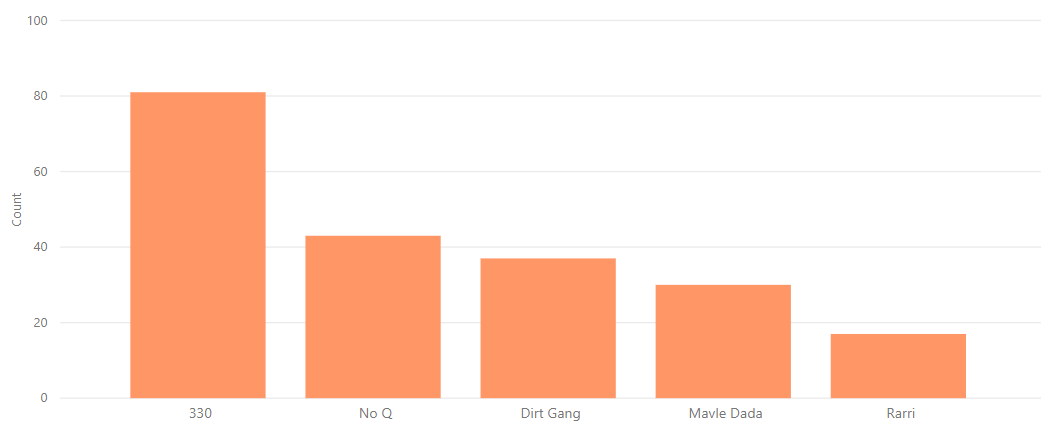 100
80
60
40
20
0
Count
330
No Q
Dirt Gang
Mavle Dada
Rarri